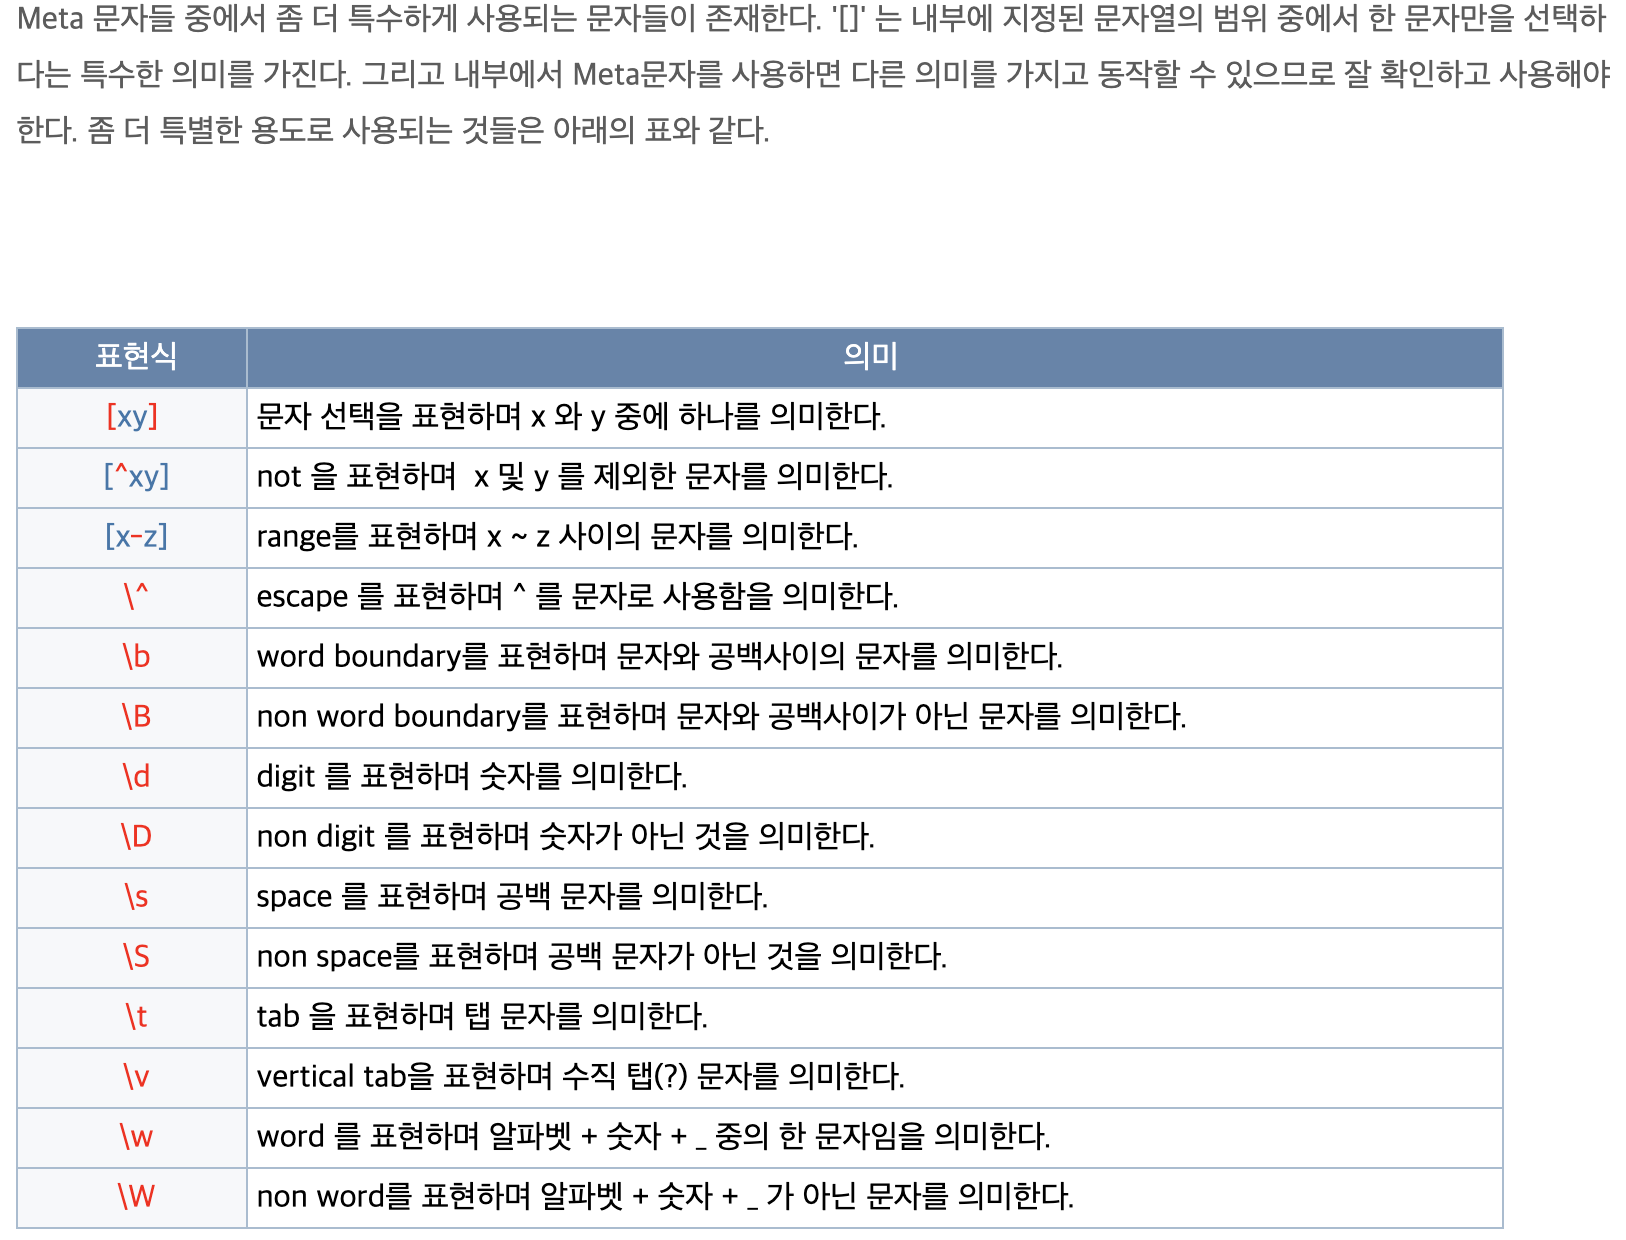 Meta 문자들 중에서 좀 더 특수하게 사용되는 문자들이 존재한다. '[]' 는 내부에 지정된 문자열의 범위 중에서 한 문자만을 선택하
다는 특수한 의미를 가진다. 그리고 내부에서 Meta문자를 사용하면 다른 의미를 가지고 동작할 수 있으므로 잘 확인하고 사용해야
한다. 좀 더 특별한 용도로 사용되는 것들은 아래의 표와 같다.
표현식 의미
[xy] 문자 선택을 표현하며 x 와 y 중에 하나를 의미한다.
[^xy] not 을 표현하며 x 및 y 를 제외한 문자를 의미한다.
[x-z] range를 표현하며 x ~ z 사이의 문자를 의미한다.
\^ escape 를 표현하며 ^ 를 문자로 사용함을 의미한다.
\b word boundary를 표현하며 문자와 공백사이의 문자를 의미한다.
\B non word boundary를 표현하며 문자와 공백사이가 아닌 문자를 의미한다.
\d digit 를 표현하며 숫자를 의미한다.
\D non digit 를 표현하며 숫자가 아닌 것을 의미한다.
\s space 를 표현하며 공백 문자를 의미한다.
\S non space를 표현하며 공백 문자가 아닌 것을 의미한다.
\t tab 을 표현하며 탭 문자를 의미한다.
\v vertical tab을 표현하며 수직 탭(?) 문자를 의미한다.
\w word 를 표현하며 알파벳 + 숫자 + _ 중의 한 문자임을 의미한다.
\W non word를 표현하며 알파벳 + 숫자 + _ 가 아닌 문자를 의미한다.